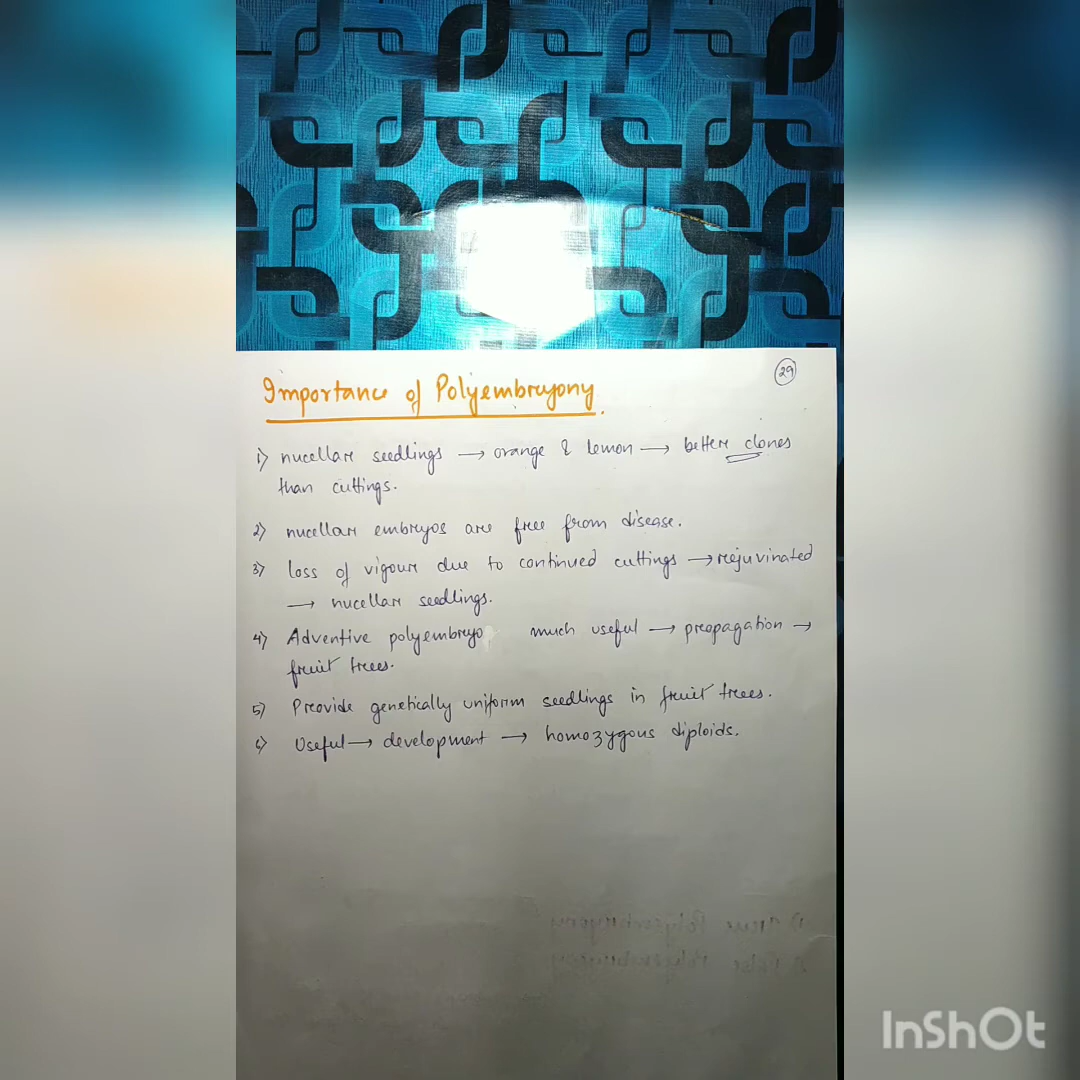 29
Importance of Polyembryony.
1) nucellar seedlings → orange & lemon → better clones
than cuttings.
2) nucellar embryos are free from disease.
3) loss of vigour due to continued cuttings → rejuvinated
→ nucellar seedlings.
4) Adventive polyembryo much useful → propagation →
fruit trees.
5) Provide genetically uniform seedlings in fruit trees.
6) Useful → development → homozygous diploids.
InShOt